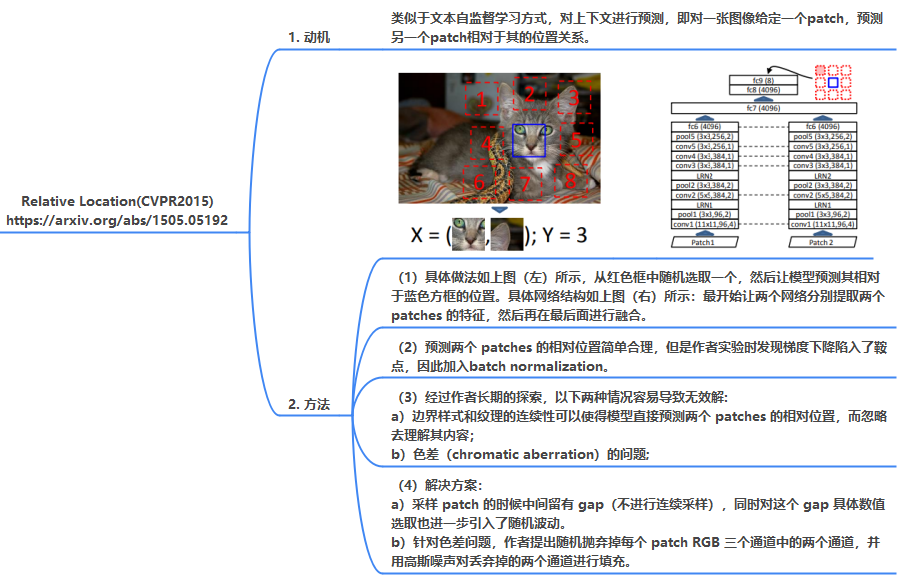 Relative Location(CVPR2015)
https://arxiv.org/abs/1505.05192
1. 动机
类似于文本自监督学习方式，对上下文进行预测，即对一张图像给定一个patch，预测
另一个patch相对于其的位置关系。
2. 方法
1
2
3
4
5
6
7
8
X = ( , ); Y = 3
fc9 (8)
fc8 (4096)
fc7 (4096)
fc6 (4096)
pool5 (3x3,256,2)
conv5 (3x3,256,1)
conv4 (3x3,384,1)
conv3 (3x3,384,1)
LRN2
pool2 (3x3,384,2)
conv2 (5x5,384,2)
LRN1
pool1 (3x3,96,2)
conv1 (11x11,96,4)
Patch 1
fc6 (4096)
pool5 (3x3,256,2)
conv5 (3x3,256,1)
conv4 (3x3,384,1)
conv3 (3x3,384,1)
LRN2
pool2 (3x3,384,2)
conv2 (5x5,384,2)
LRN1
pool1 (3x3,96,2)
conv1 (11x11,96,4)
Patch 2
（1）具体做法如上图（左）所示，从红色框中随机选取一个，然后让模型预测其相对
于蓝色方框的位置。具体网络结构如上图（右）所示：最开始让两个网络分别提取两个
patches 的特征，然后再在最后面进行融合。
（2）预测两个 patches 的相对位置简单合理，但是作者实验时发现梯度下降陷入了鞍
点，因此加入batch normalization。
（3）经过作者长期的探索，以下两种情况容易导致无效解：
a）边界样式和纹理的连续性可以使得模型直接预测两个 patches 的相对位置，而忽略
去理解其内容；
b）色差（chromatic aberration）的问题;
（4）解决方案：
a）采样 patch 的时候中间留有 gap（不进行连续采样），同时对这个 gap 具体数值
选取也进一步引入了随机波动。
b）针对色差问题，作者提出随机抛弃掉每个 patch RGB 三个通道中的两个通道，并
用高斯噪声对丢弃掉的两个通道进行填充。